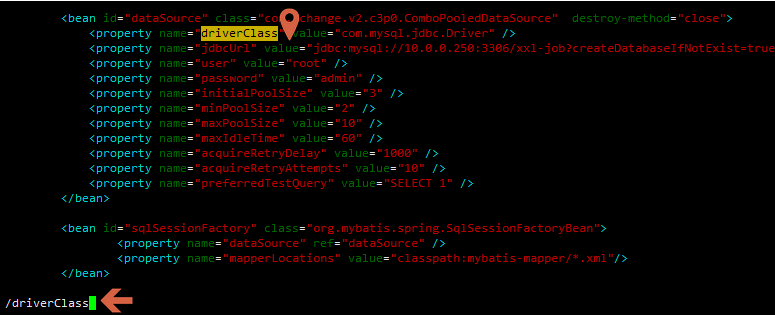 <bean id="dataSource" class="co change.v2.c3p0.ComboPooledDataSource" destroy-method="close">
<property name="driverClass" value="com.mysql.jdbc.Driver" />
<property name="jdbcUrl" value="jdbc:mysql://10.0.0.250:3306/xxl-job?createDatabaseIfNotExist=true
<property name="user" value="root" />
<property name="password" value="admin" />
<property name="initialPoolSize" value="3" />
<property name="minPoolSize" value="2" />
<property name="maxPoolSize" value="10" />
<property name="maxIdleTime" value="60" />
<property name="acquireRetryDelay" value="1000" />
<property name="acquireRetryAttempts" value="10" />
<property name="preferredTestQuery" value="SELECT 1" />
</bean>
<bean id="sqlSessionFactory" class="org.mybatis.spring.SqlSessionFactoryBean">
<property name="dataSource" ref="dataSource" />
<property name="mapperLocations" value="classpath:mybatis-mapper/*.xml"/>
</bean>
/driverClass